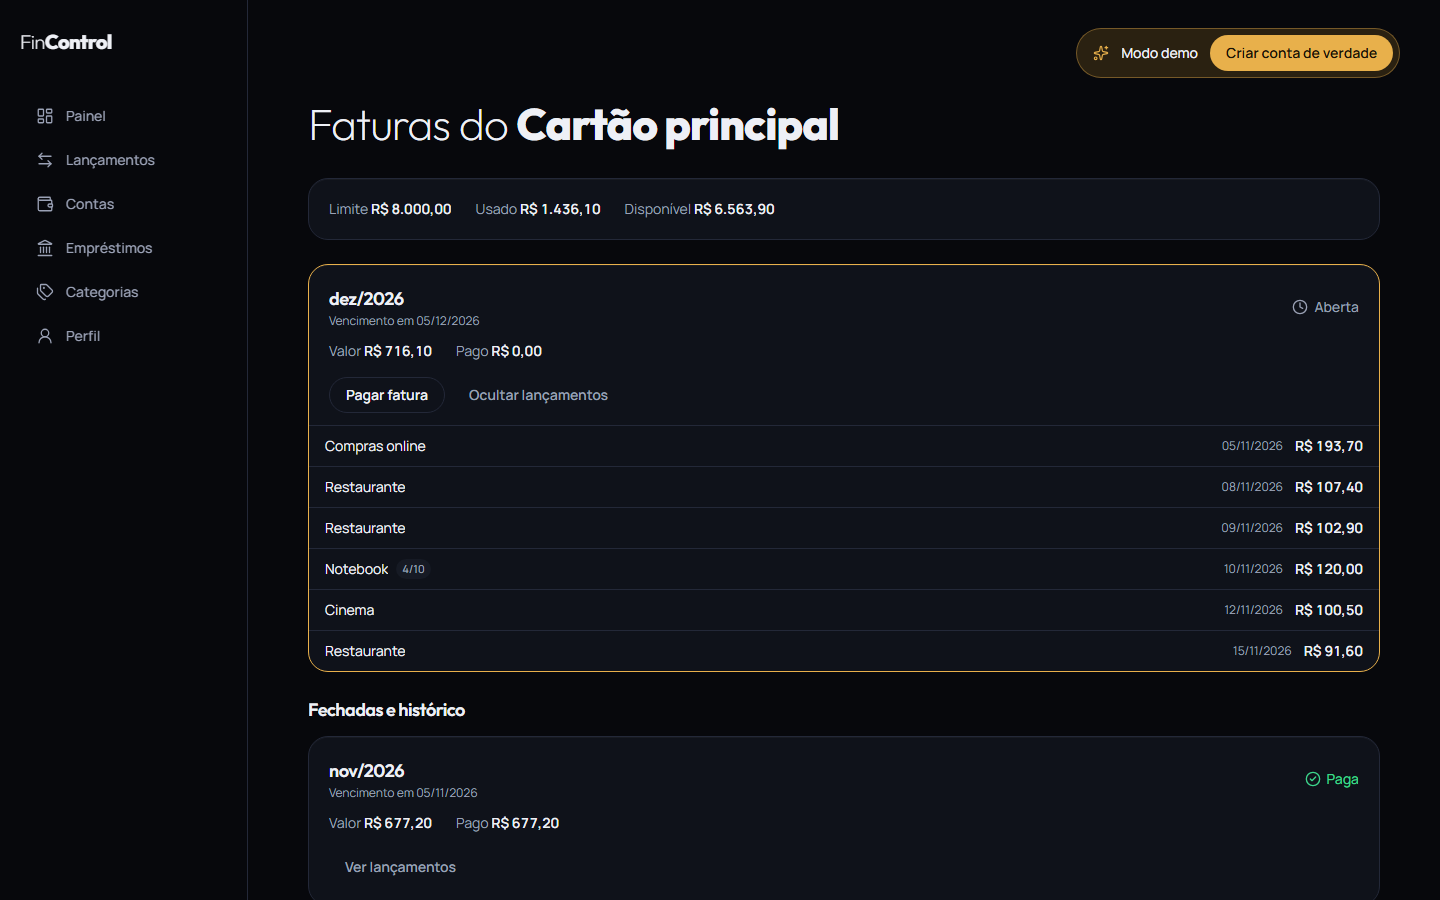 FinControl
Modo demo
Criar conta de verdade
Painel
Lançamentos
Contas
Empréstimos
Categorias
Perfil
Faturas do Cartão principal
Limite R$ 8.000,00 Usado R$ 1.436,10 Disponível R$ 6.563,90
dez/2026
Vencimento em 05/12/2026
Aberta
Valor R$ 716,10 Pago R$ 0,00
Pagar fatura Ocultar lançamentos
Compras online 05/11/2026 R$ 193,70
Restaurante 08/11/2026 R$ 107,40
Restaurante 09/11/2026 R$ 102,90
Notebook 4/10 10/11/2026 R$ 120,00
Cinema 12/11/2026 R$ 100,50
Restaurante 15/11/2026 R$ 91,60
Fechadas e histórico
nov/2026
Vencimento em 05/11/2026
Paga
Valor R$ 677,20 Pago R$ 677,20
Ver lançamentos